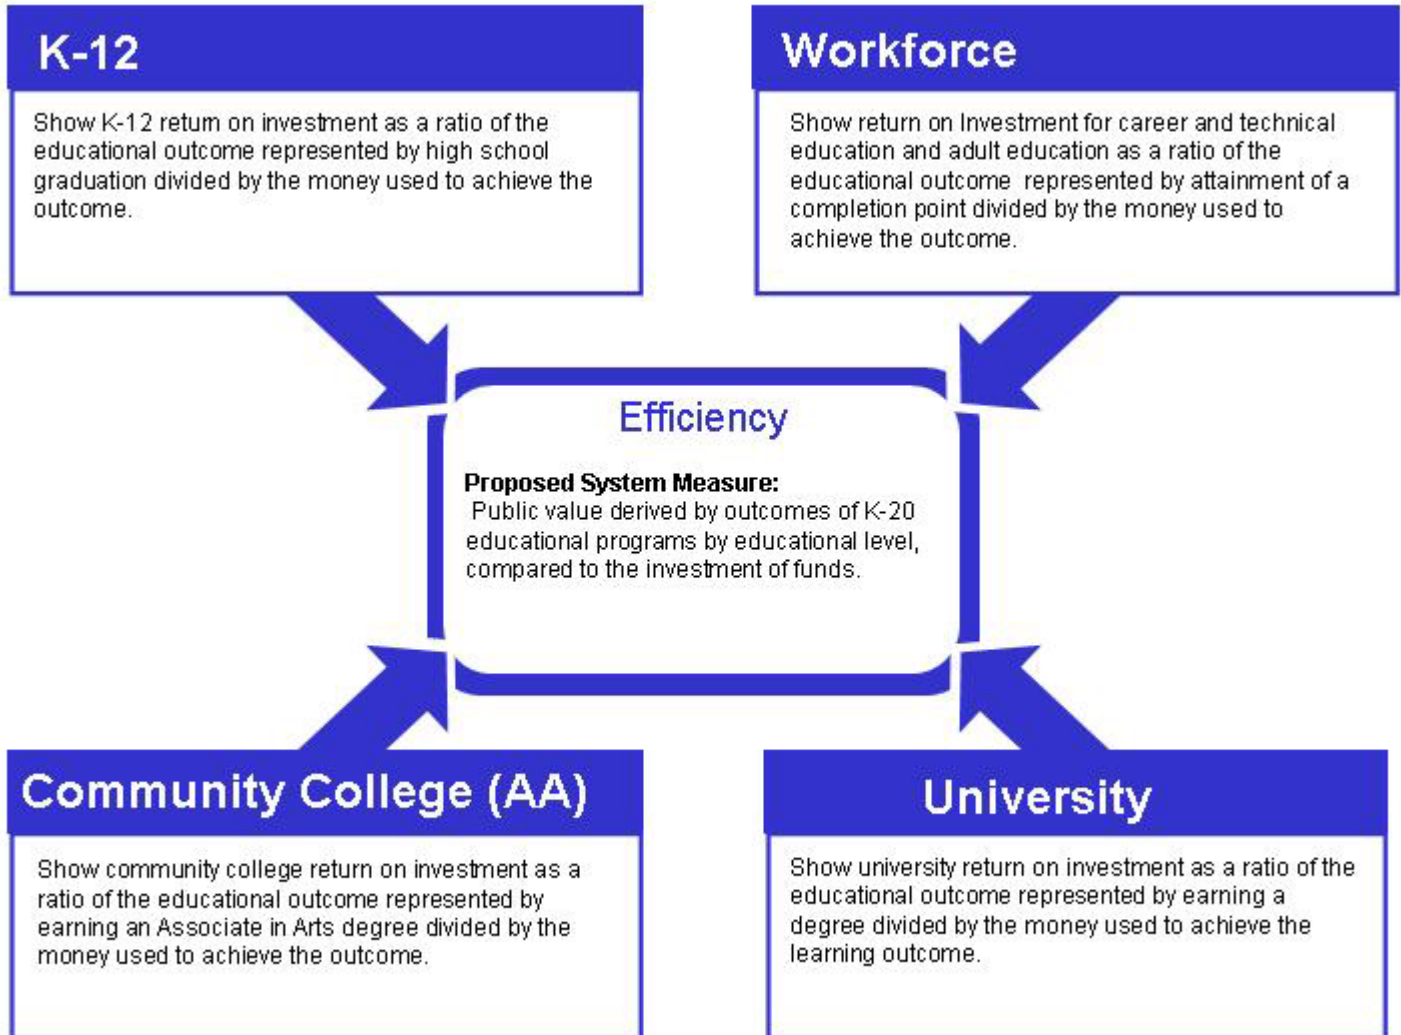 K-12
Show K-12 return on investment as a ratio of the
educational outcome represented by high school
graduation divided by the money used to achieve the
outcome.
Workforce
Show return on Investment for career and technical
education and adult education as a ratio of the
educational outcome represented by attainment of a
completion point divided by the money used to
achieve the outcome.
Efficiency
Proposed System Measure:
Public value derived by outcomes of K-20
educational programs by educational level,
compared to the investment of funds.
Community College (AA)
Show community college return on investment as a
ratio of the educational outcome represented by
earning an Associate in Arts degree divided by the
money used to achieve the outcome.
University
Show university return on investment as a ratio of the
educational outcome represented by earning a
degree divided by the money used to achieve the
learning outcome.